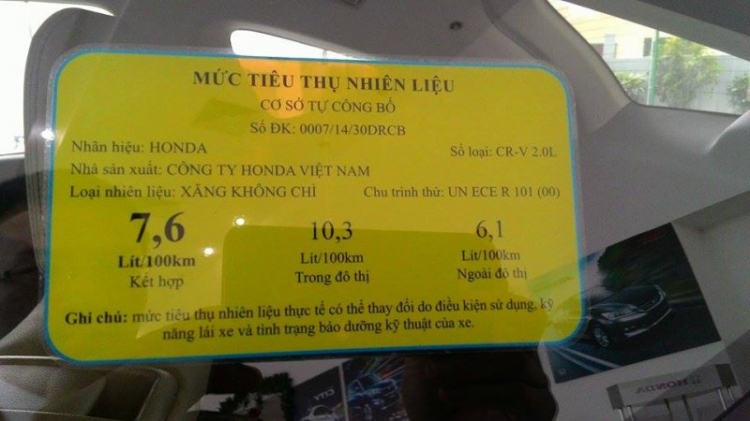 MỨC TIÊU THỤ NHIÊN LIỆU
CƠ SỞ TỰ CÔNG BỐ
Số ĐK: 0007/14/30DRCB
Nhãn hiệu: HONDA
Số loại: CR-V 2.0L
Nhà sản xuất: CÔNG TY HONDA VIỆT NAM
Loại nhiên liệu: XĂNG KHÔNG CHÌ
Chu trình thử: UN ECE R 101 (00)
7,6 10,3 6,1
Lít/100km Lít/100km Lít/100km
Kết hợp Trong đô thị Ngoài đô thị
Ghi chú: mức tiêu thụ nhiên liệu thực tế có thể thay đổi do điều kiện sử dụng, kỹ
năng lái xe và tình trạng bảo dưỡng kỹ thuật của xe.
HONDA
CITY